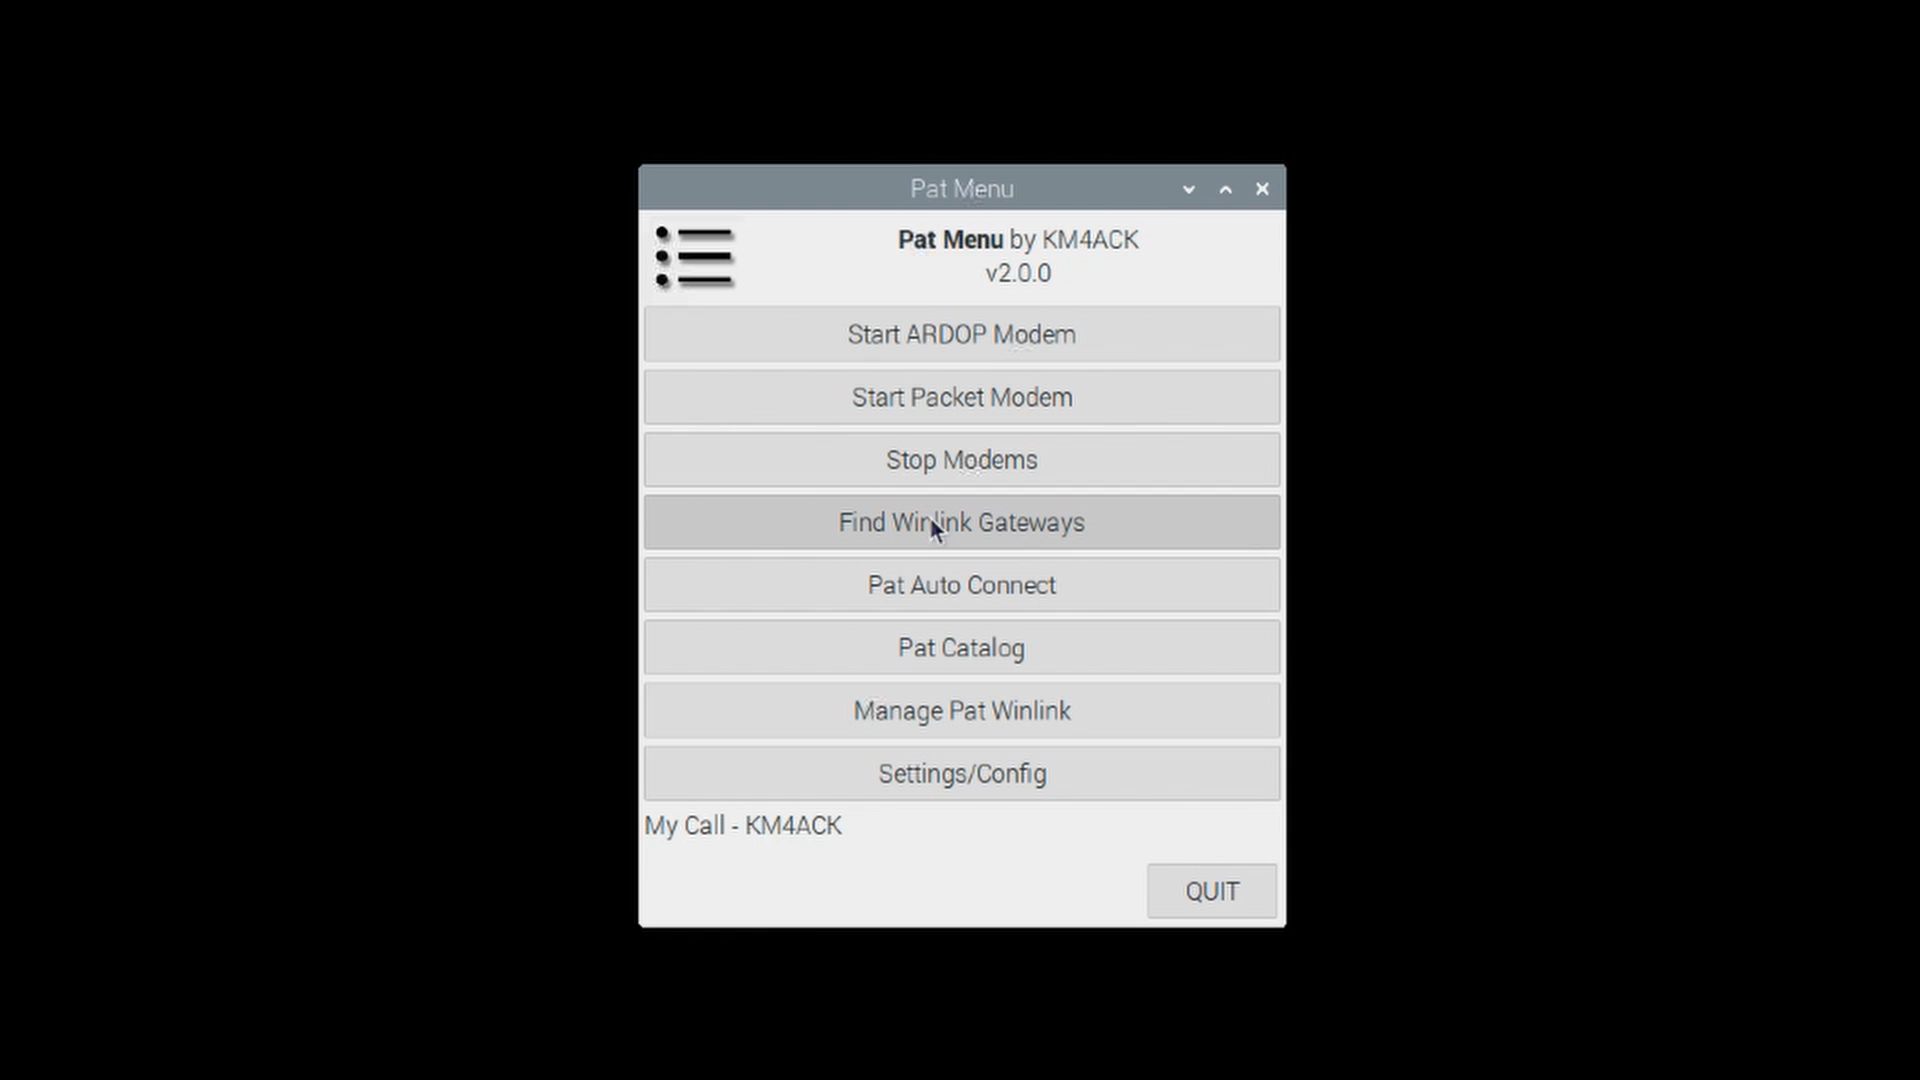 Pat Menu
Pat Menu by KM4ACK
v2.0.0
Start ARDOP Modem
Start Packet Modem
Stop Modems
Find Winlink Gateways
Pat Auto Connect
Pat Catalog
Manage Pat Winlink
Settings/Config
My Call - KM4ACK
QUIT